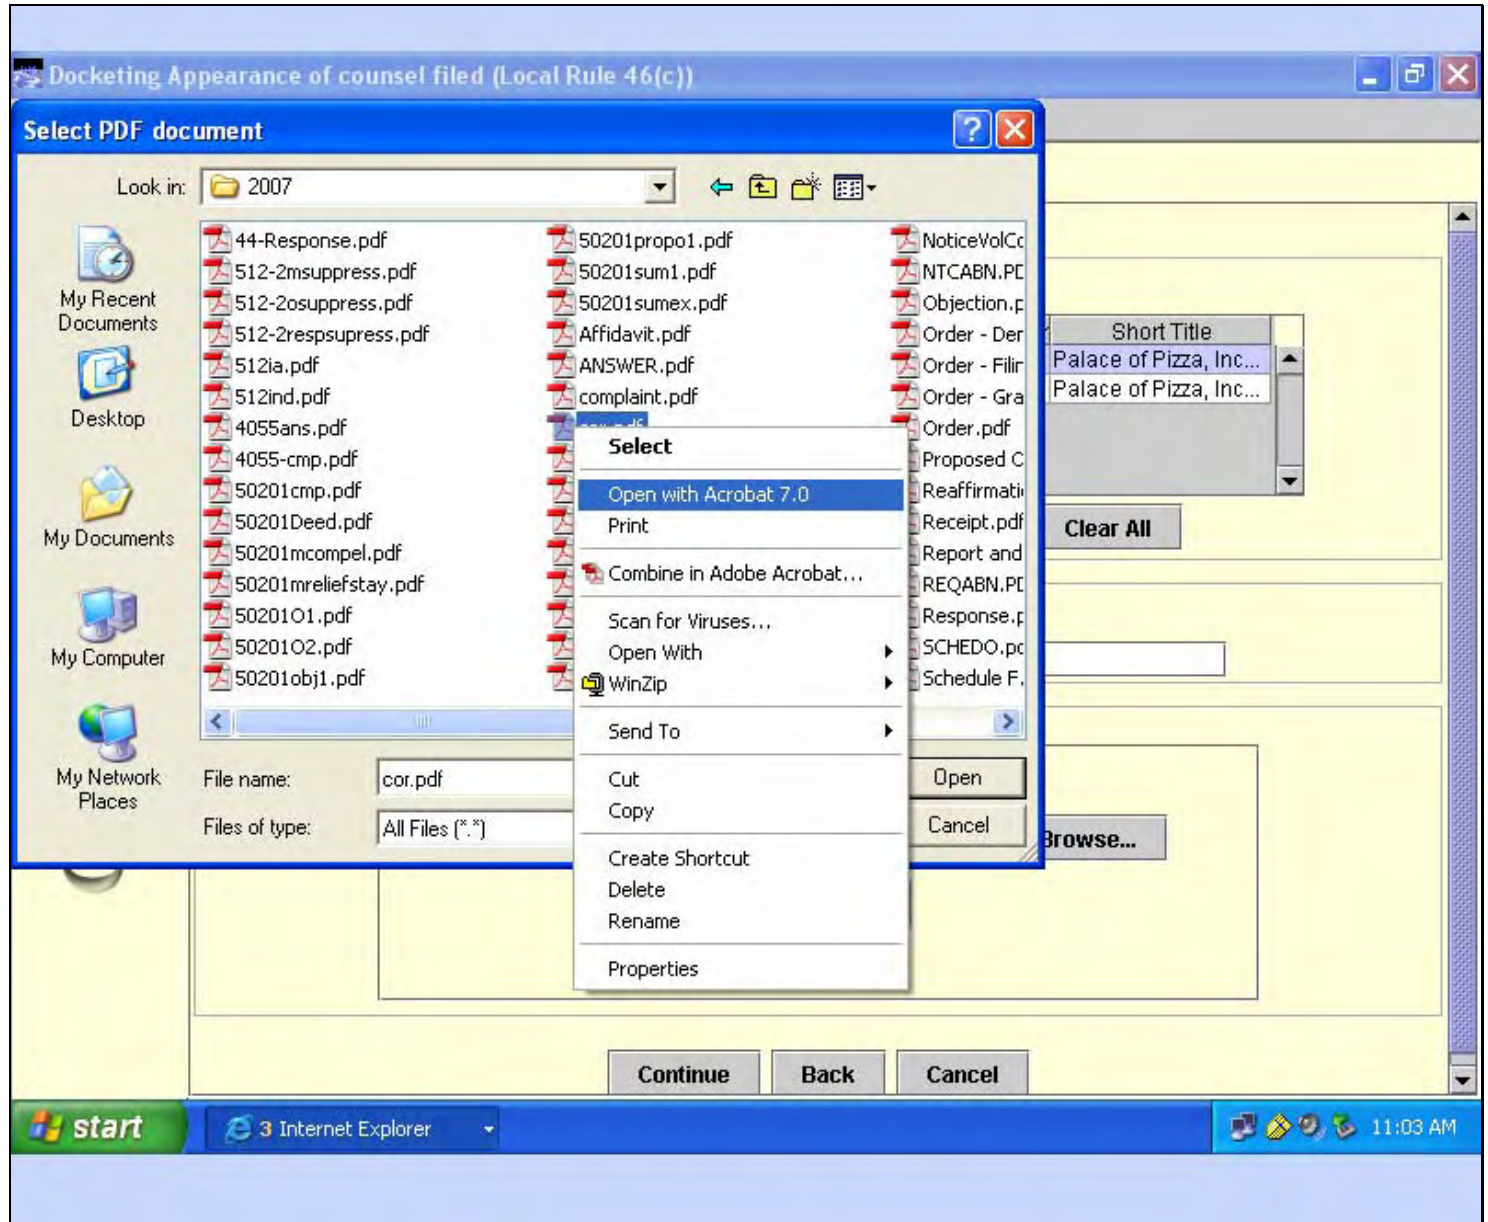 Docketing Appearance of counsel filed (Local Rule 46(c))
Select PDF document
Look in:
2007
My Recent
Documents
Desktop
My Documents
My Computer
My Network
Places
44-Response.pdf
512-2msuppress.pdf
512-2osuppress.pdf
512-2respsupress.pdf
512ia.pdf
512ind.pdf
4055ans.pdf
4055-cmp.pdf
50201cmp.pdf
50201Deed.pdf
50201mcompel.pdf
50201mreliefstay.pdf
50201O1.pdf
50201O2.pdf
50201obj1.pdf
50201propo1.pdf
50201sum1.pdf
50201sumex.pdf
Affidavit.pdf
ANSWER.pdf
complaint.pdf
cor.pdf
NoticeVolCo
NTCABN.PD
Objection.p
Order - Den
Order - Filin
Order - Gra
Order.pdf
Proposed O
Reaffirmati
Receipt.pdf
Report and
REQABN.PD
Response.p
SCHEDO.pd
Schedule F.
Select
Open with Acrobat 7.0
Print
Combine in Adobe Acrobat...
Scan for Viruses...
Open With
WinZip
Send To
Cut
Copy
Create Shortcut
Delete
Rename
Properties
File name:
cor.pdf
Open
Files of type:
All Files (*.*)
Cancel
Short Title
Palace of Pizza, Inc...
Palace of Pizza, Inc...
Clear All
Browse...
Continue
Back
Cancel
start
3 Internet Explorer
11:03 AM